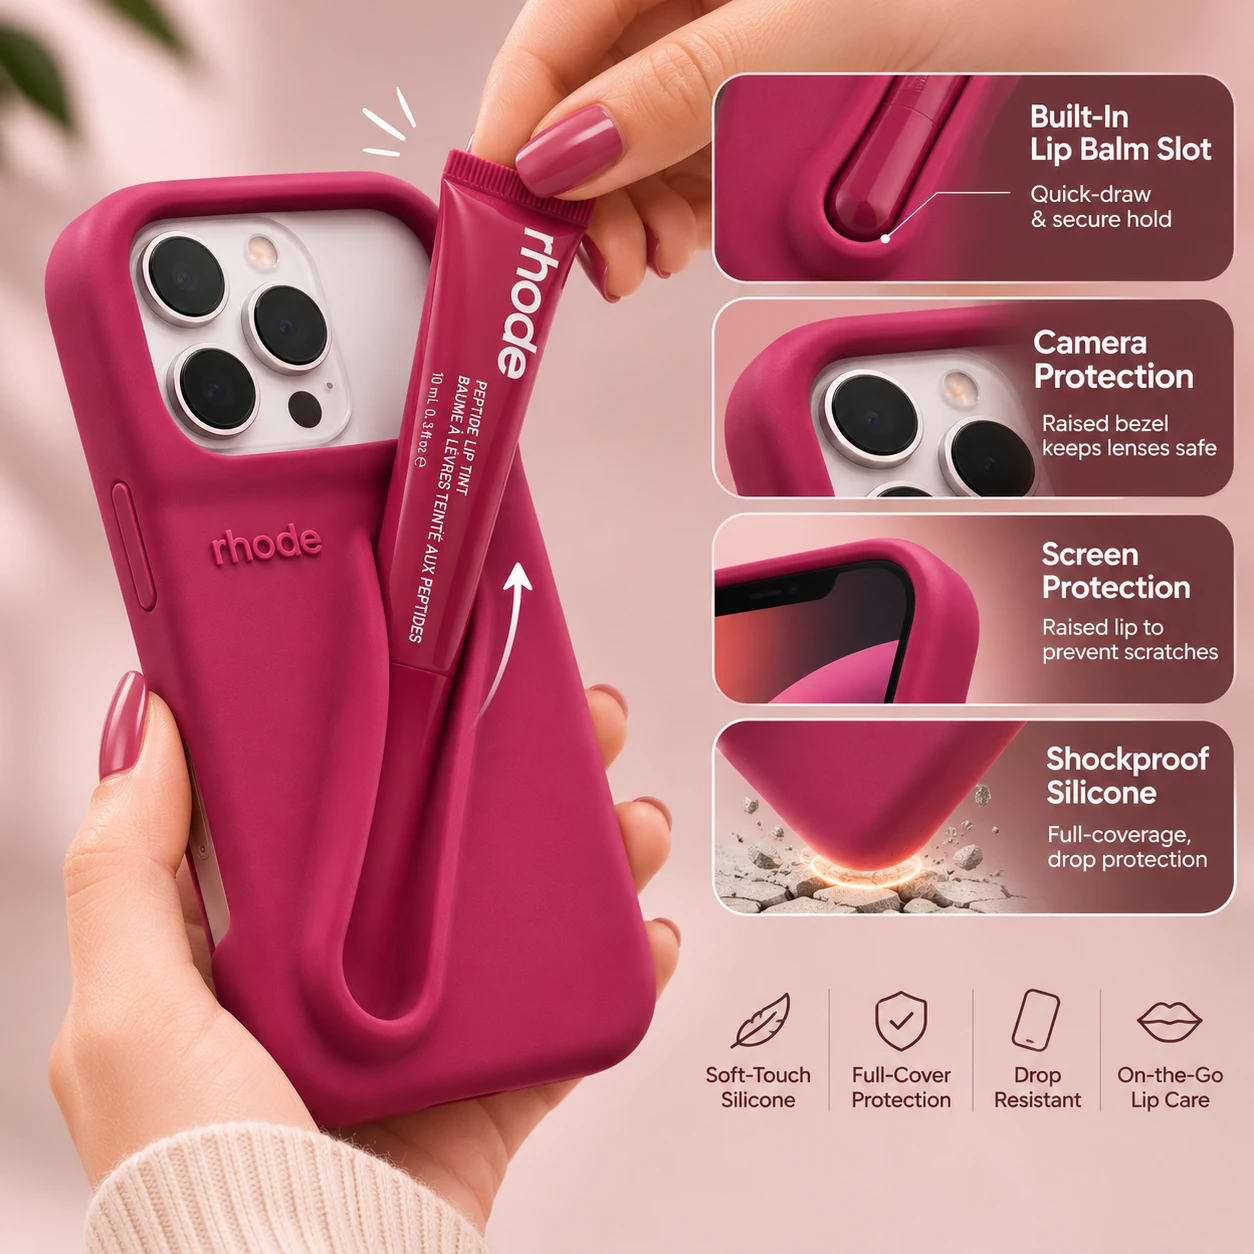 rhode
PEPTIDE LIP TINT
BAUME À LÈVRES TEINTÉ AUX PEPTIDES
10 mL 0.3 fl oz ℮
rhode
Built-In
Lip Balm Slot
Quick-draw
& secure hold
Camera
Protection
Raised bezel
keeps lenses safe
Screen
Protection
Raised lip to
prevent scratches
Shockproof
Silicone
Full-coverage,
drop protection
Soft-Touch
Silicone
Full-Cover
Protection
Drop
Resistant
On-the-Go
Lip Care